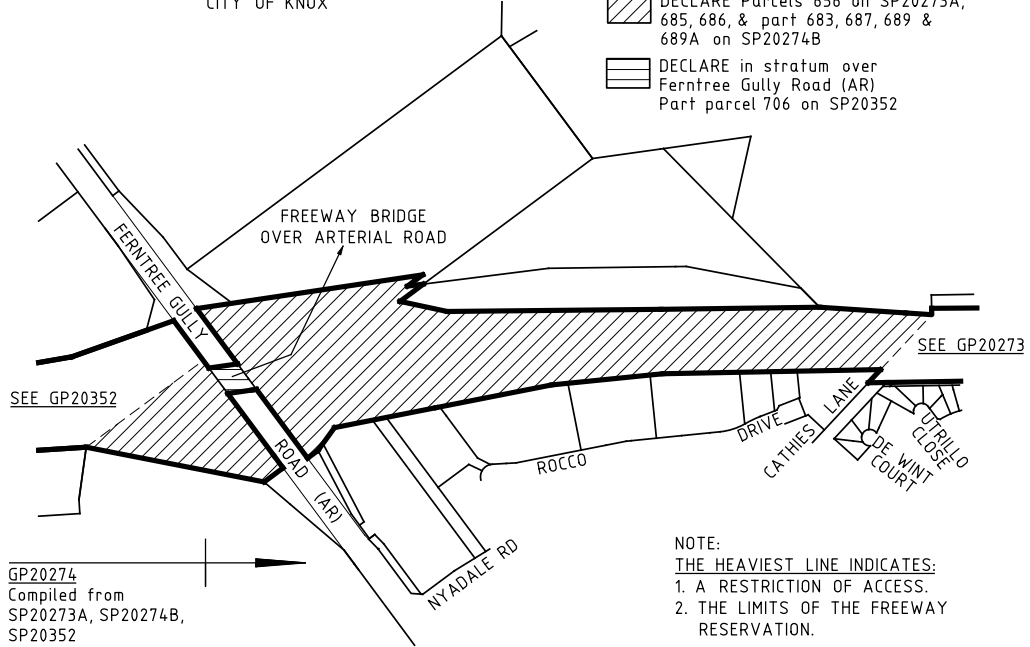 CITY OF KNOX
DECLARE Parcels 656 on SP20273A,
685, 686, & part 683, 687, 689 &
689A on SP20274B
DECLARE in stratum over
Ferntree Gully Road (AR)
Part parcel 706 on SP20352
FREEWAY BRIDGE
OVER ARTERIAL ROAD
FERNTREE GULLY
SEE GP20273
SEE GP20352
ROAD (AR)
ROCCO
DRIVE
CATHIES LANE
DE WINT
COURT
UTRILLO
CLOSE
NYADALE RD
GP20274
Compiled from
SP20273A, SP20274B,
SP20352
NOTE:
THE HEAVIEST LINE INDICATES:
1. A RESTRICTION OF ACCESS.
2. THE LIMITS OF THE FREEWAY
RESERVATION.